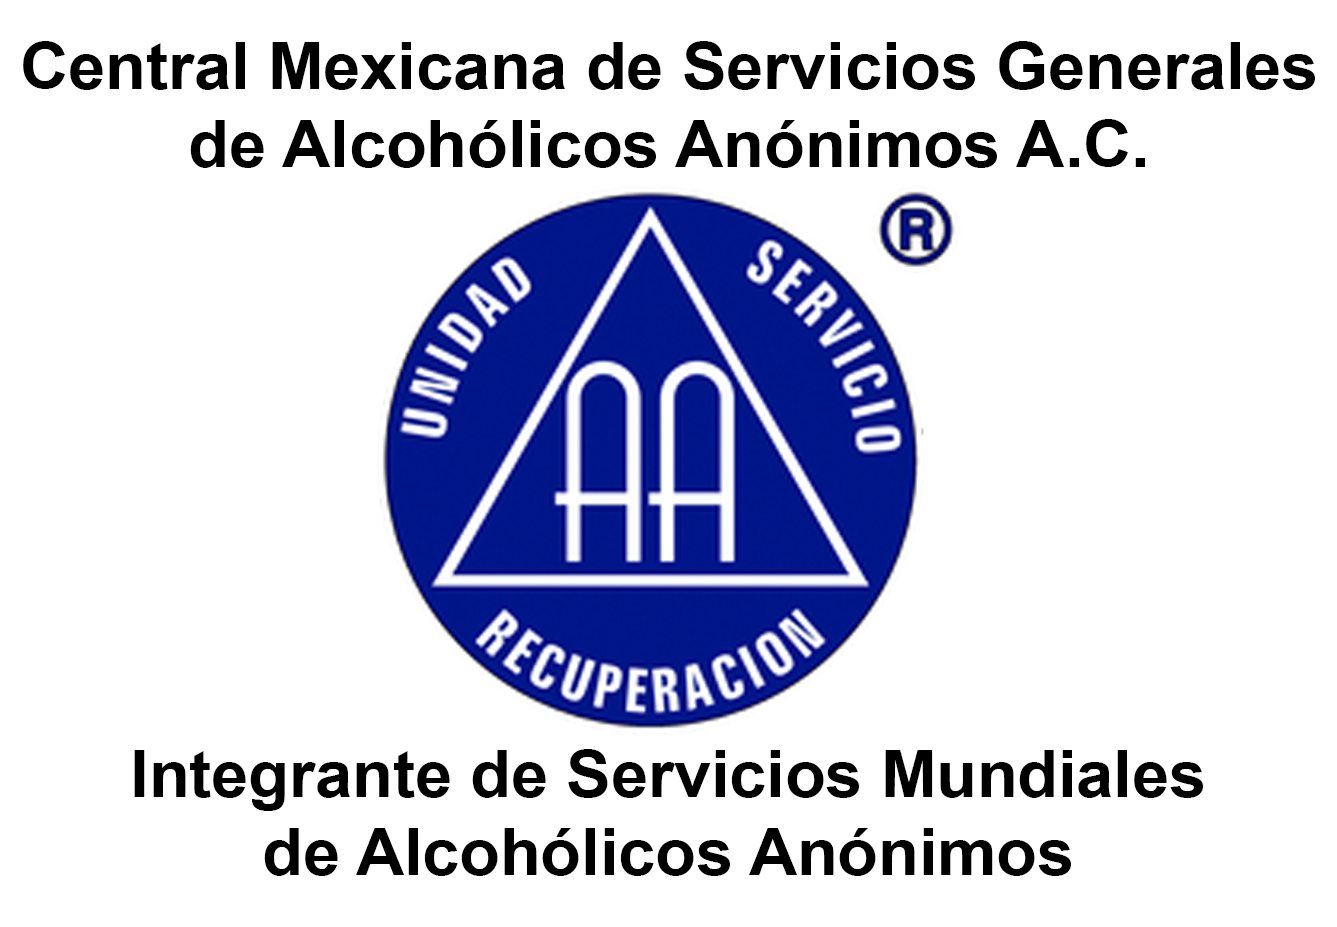 Central Mexicana de Servicios Generales
de Alcohólicos Anónimos A.C.
®
UNIDAD
SERVICIO
AA
RECUPERACION
Integrante de Servicios Mundiales
de Alcohólicos Anónimos